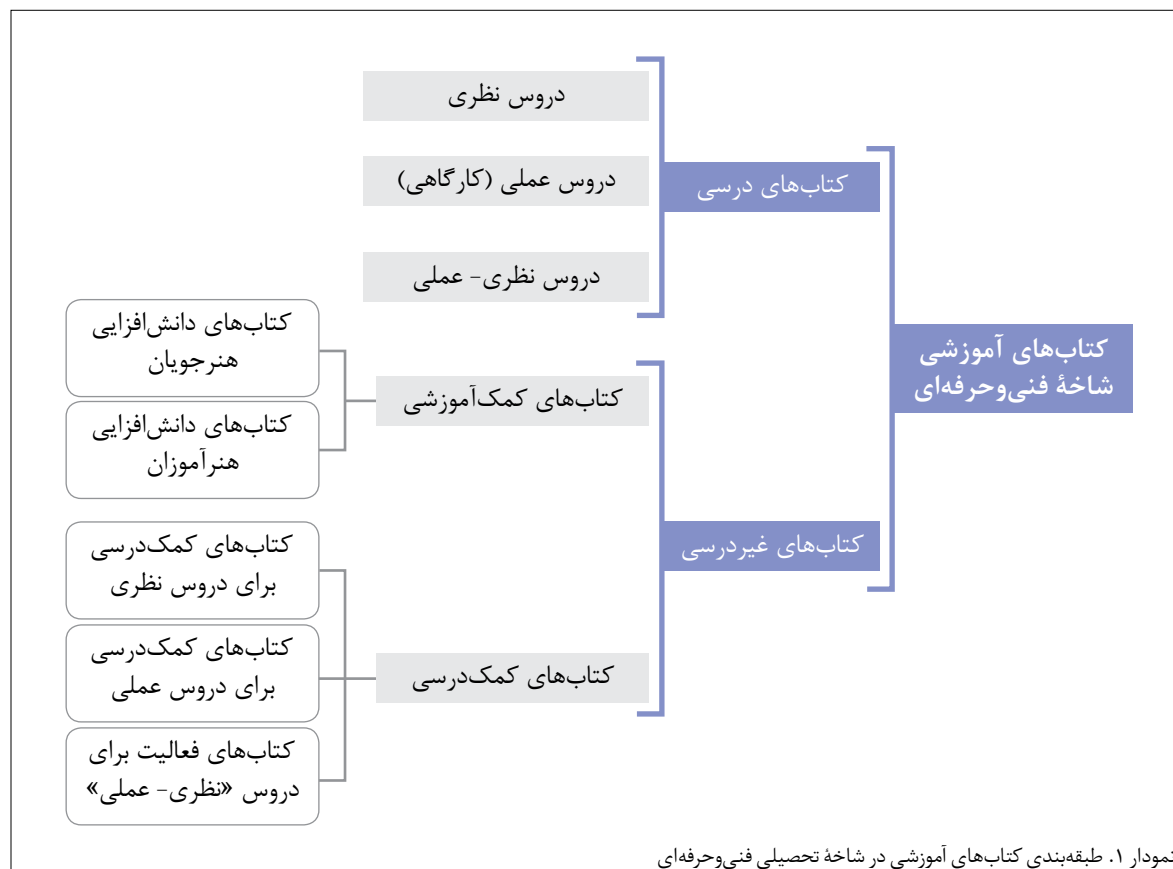 کتاب‌های آموزشی
شاخهٔ فنی‌وحرفه‌ای
کتاب‌های درسی
دروس نظری
دروس عملی (کارگاهی)
دروس نظری- عملی
کتاب‌های غیردرسی
کتاب‌های کمک‌آموزشی
کتاب‌های دانش‌افزایی
هنرجویان
کتاب‌های دانش‌افزایی
هنرآموزان
کتاب‌های کمک‌درسی
کتاب‌های کمک‌درسی
برای دروس نظری
کتاب‌های کمک‌درسی
برای دروس عملی
کتاب‌های فعالیت برای
دروس «نظری- عملی»
نمودار ۱. طبقه‌بندی کتاب‌های آموزشی در شاخهٔ تحصیلی فنی‌وحرفه‌ای